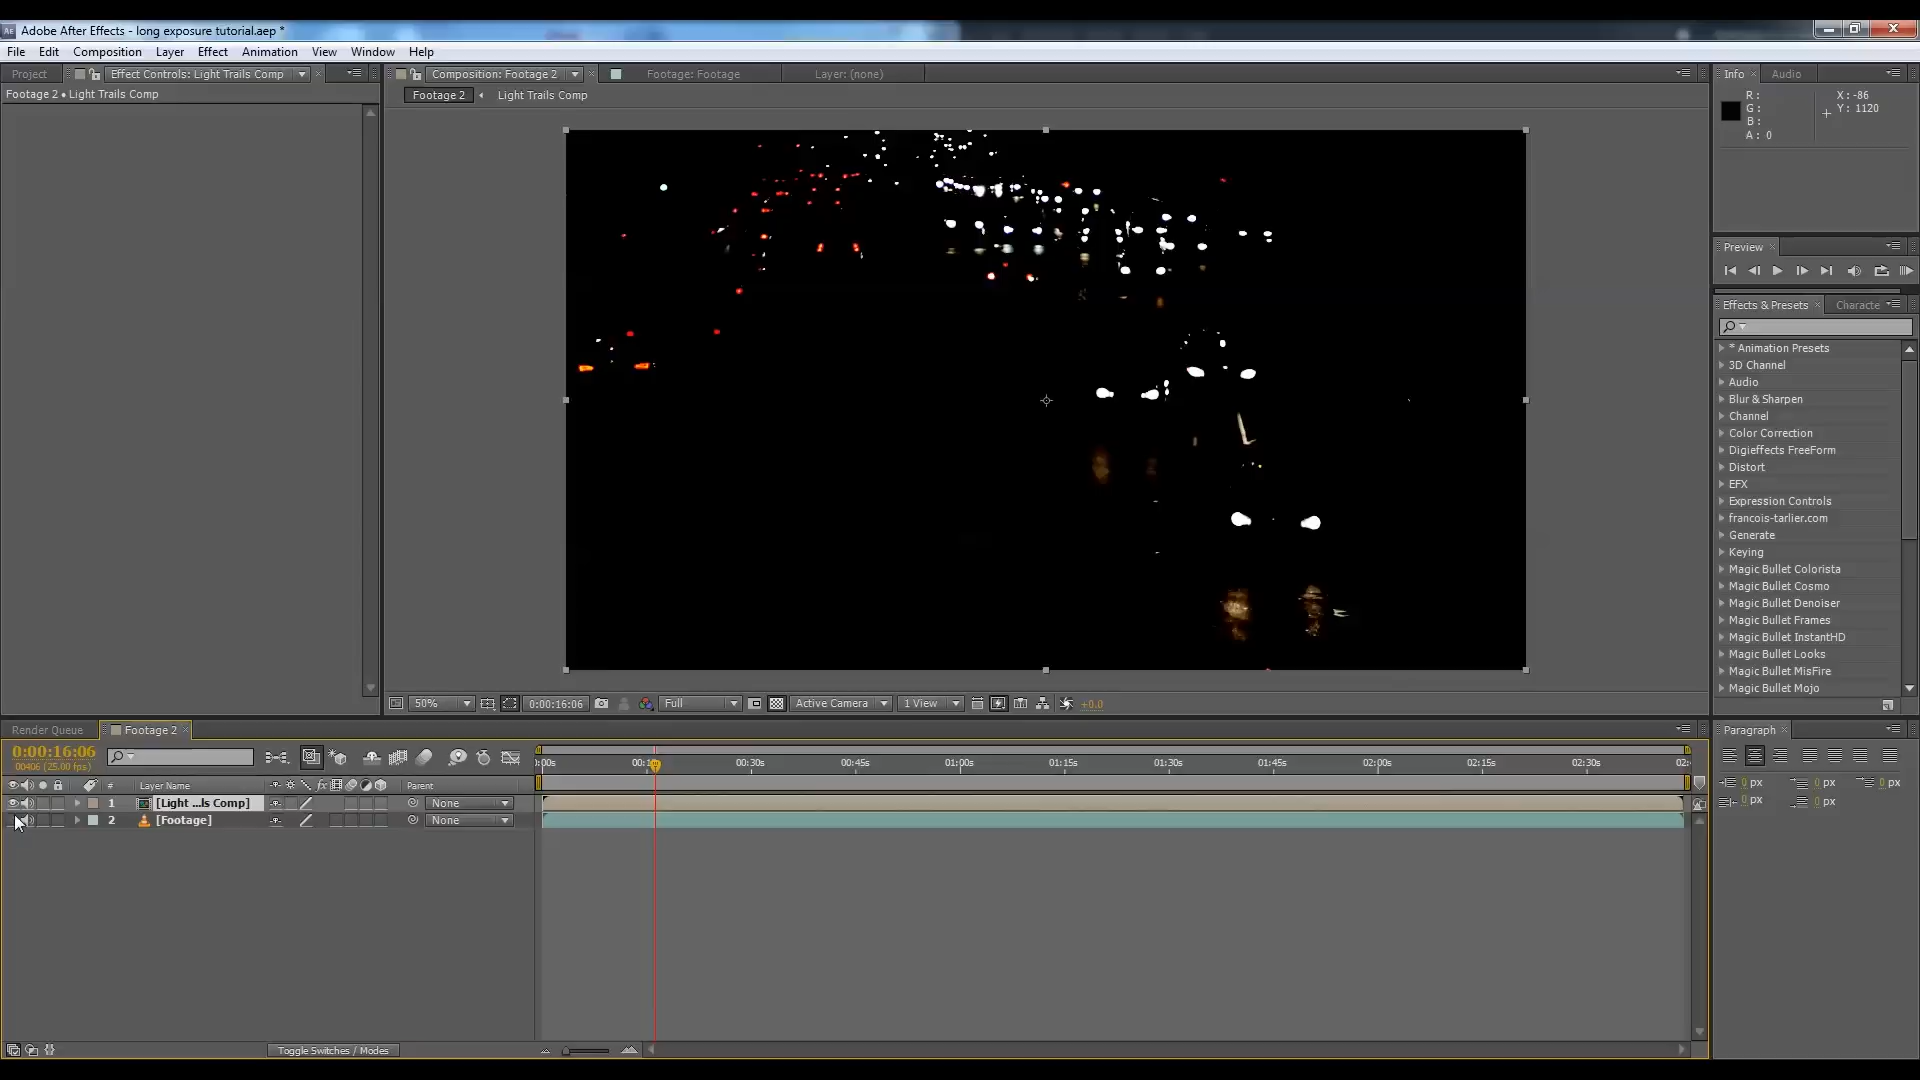 Adobe After Effects - long exposure tutorial.aep *
File Edit Composition Layer Effect Animation View Window Help
Project Effect Controls: Light Trails Comp
Footage 2 • Light Trails Comp
Composition: Footage 2 Footage: Footage Layer: (none)
Footage 2 Light Trails Comp
Info Audio
R: X: -86
G: Y: 1120
B:
A: 0
Preview
Effects & Presets Characte
* Animation Presets
3D Channel
Audio
Blur & Sharpen
Channel
Color Correction
Digieffects FreeForm
Distort
EFX
Expression Controls
francois-tarlier.com
Generate
Keying
Magic Bullet Colorista
Magic Bullet Cosmo
Magic Bullet Denoiser
Magic Bullet Frames
Magic Bullet InstantHD
Magic Bullet Looks
Magic Bullet MisFire
Magic Bullet Mojo
50% 0:00:16:06 Full Active Camera 1 View +0.0
Render Queue Footage 2
0:00:16:06
00406 (25.00 fps)
:00s 00:1 00:30s 00:45s 01:00s 01:15s 01:30s 01:45s 02:00s 02:15s 02:30s 02:
# Layer Name fx Parent
1 [Light ...ls Comp] None
2 [Footage] None
Toggle Switches / Modes
Paragraph
0 px 0 px 0 px
0 px 0 px